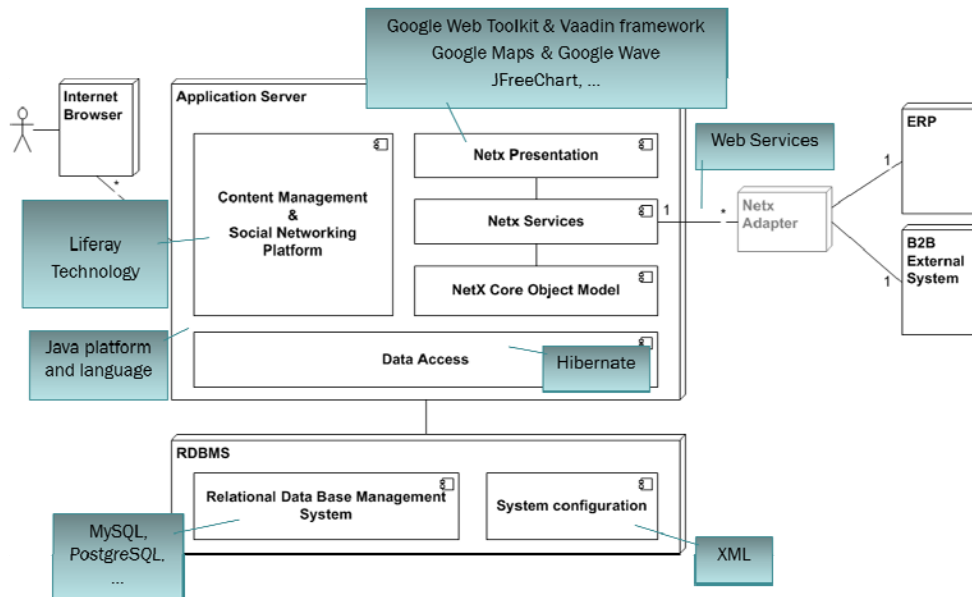 Google Web Toolkit & Vaadin framework
Google Maps & Google Wave
JFreeChart, ...
Internet
Browser
*
Application Server
Content Management
&
Social Networking
Platform
Netx Presentation
Netx Services
NetX Core Object Model
Data Access
Hibernate
Liferay
Technology
Java platform
and language
Web Services
1
*
Netx
Adapter
1
ERP
1
B2B
External
System
RDBMS
Relational Data Base Management
System
System configuration
MySQL,
PostgreSQL,
...
XML